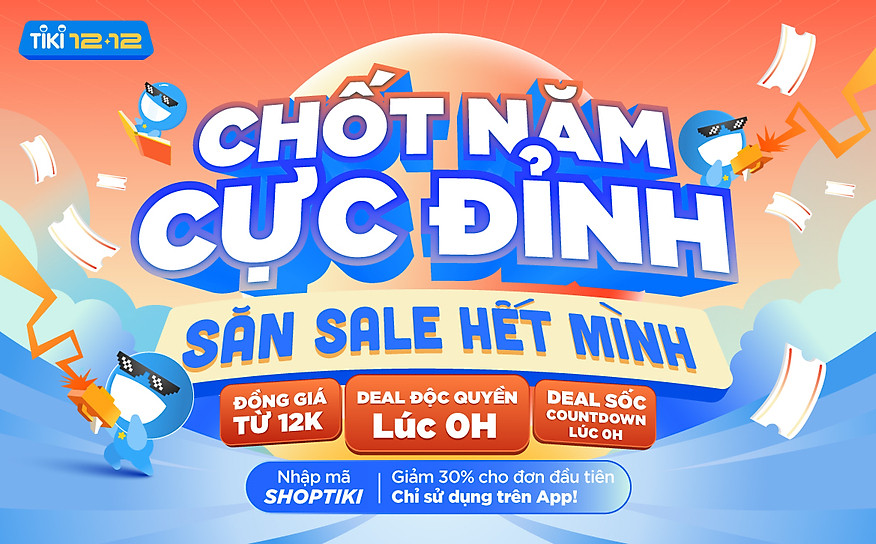 TIKI 12·12
CHỐT NĂM
CỰC ĐỈNH
SĂN SALE HẾT MÌNH
ĐỒNG GIÁ
TỪ 12K
DEAL ĐỘC QUYỀN
Lúc 0H
DEAL SỐC
COUNTDOWN
LÚC 0H
Nhập mã
SHOPTIKI
Giảm 30% cho đơn đầu tiên
Chỉ sử dụng trên App!